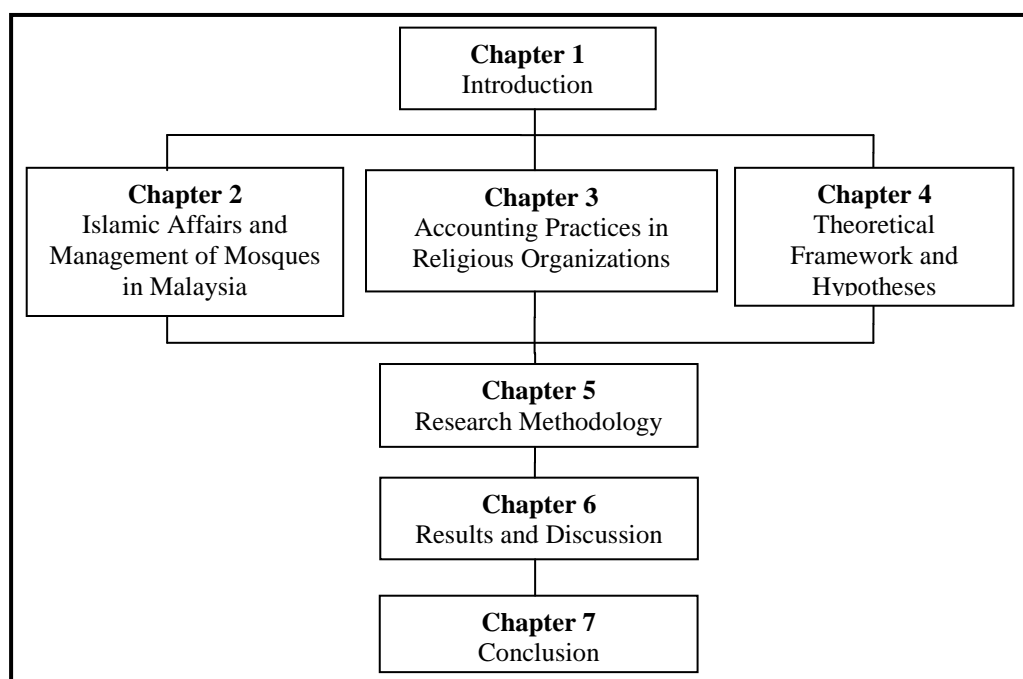 Chapter 1
Introduction
Chapter 2
Islamic Affairs and
Management of Mosques
in Malaysia
Chapter 3
Accounting Practices in
Religious Organizations
Chapter 4
Theoretical
Framework and
Hypotheses
Chapter 5
Research Methodology
Chapter 6
Results and Discussion
Chapter 7
Conclusion